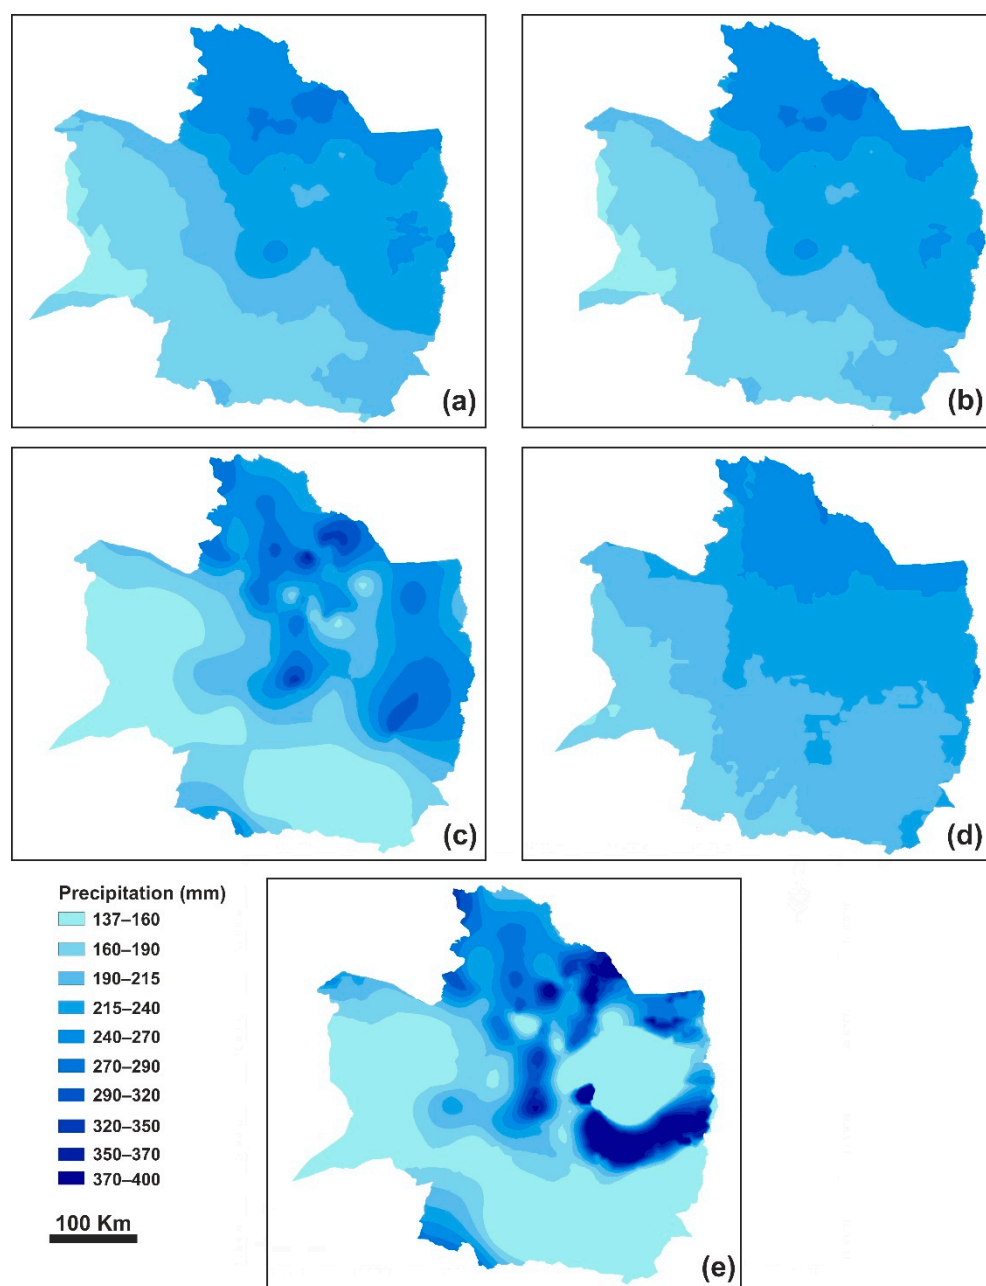 (a)
(b)
(c)
(d)
Precipitation (mm)
137–160
160–190
190–215
215–240
240–270
270–290
290–320
320–350
350–370
370–400
100 Km
(e)